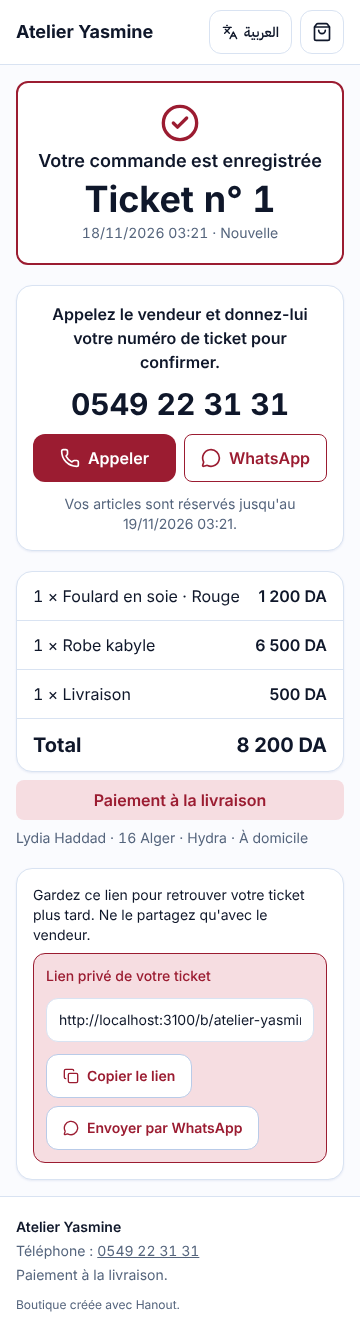 Atelier Yasmine
العربية
Votre commande est enregistrée
Ticket n° 1
18/11/2026 03:21 · Nouvelle
Appelez le vendeur et donnez-lui
votre numéro de ticket pour
confirmer.
0549 22 31 31
Appeler
WhatsApp
Vos articles sont réservés jusqu'au
19/11/2026 03:21.
1 × Foulard en soie · Rouge 1 200 DA
1 × Robe kabyle 6 500 DA
1 × Livraison 500 DA
Total 8 200 DA
Paiement à la livraison
Lydia Haddad · 16 Alger · Hydra · À domicile
Gardez ce lien pour retrouver votre ticket
plus tard. Ne le partagez qu'avec le
vendeur.
Lien privé de votre ticket
http://localhost:3100/b/atelier-yasmi
Copier le lien
Envoyer par WhatsApp
Atelier Yasmine
Téléphone : 0549 22 31 31
Paiement à la livraison.
Boutique créée avec Hanout.